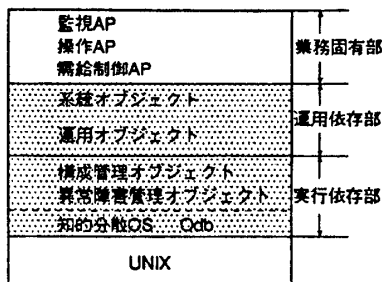 監視AP
操作AP
需給制御AP
業務固有部
系統オブジェクト
運用オブジェクト
運用依存部
構成管理オブジェクト
異常障害管理オブジェクト
知的分散OS Odb
実行依存部
UNIX